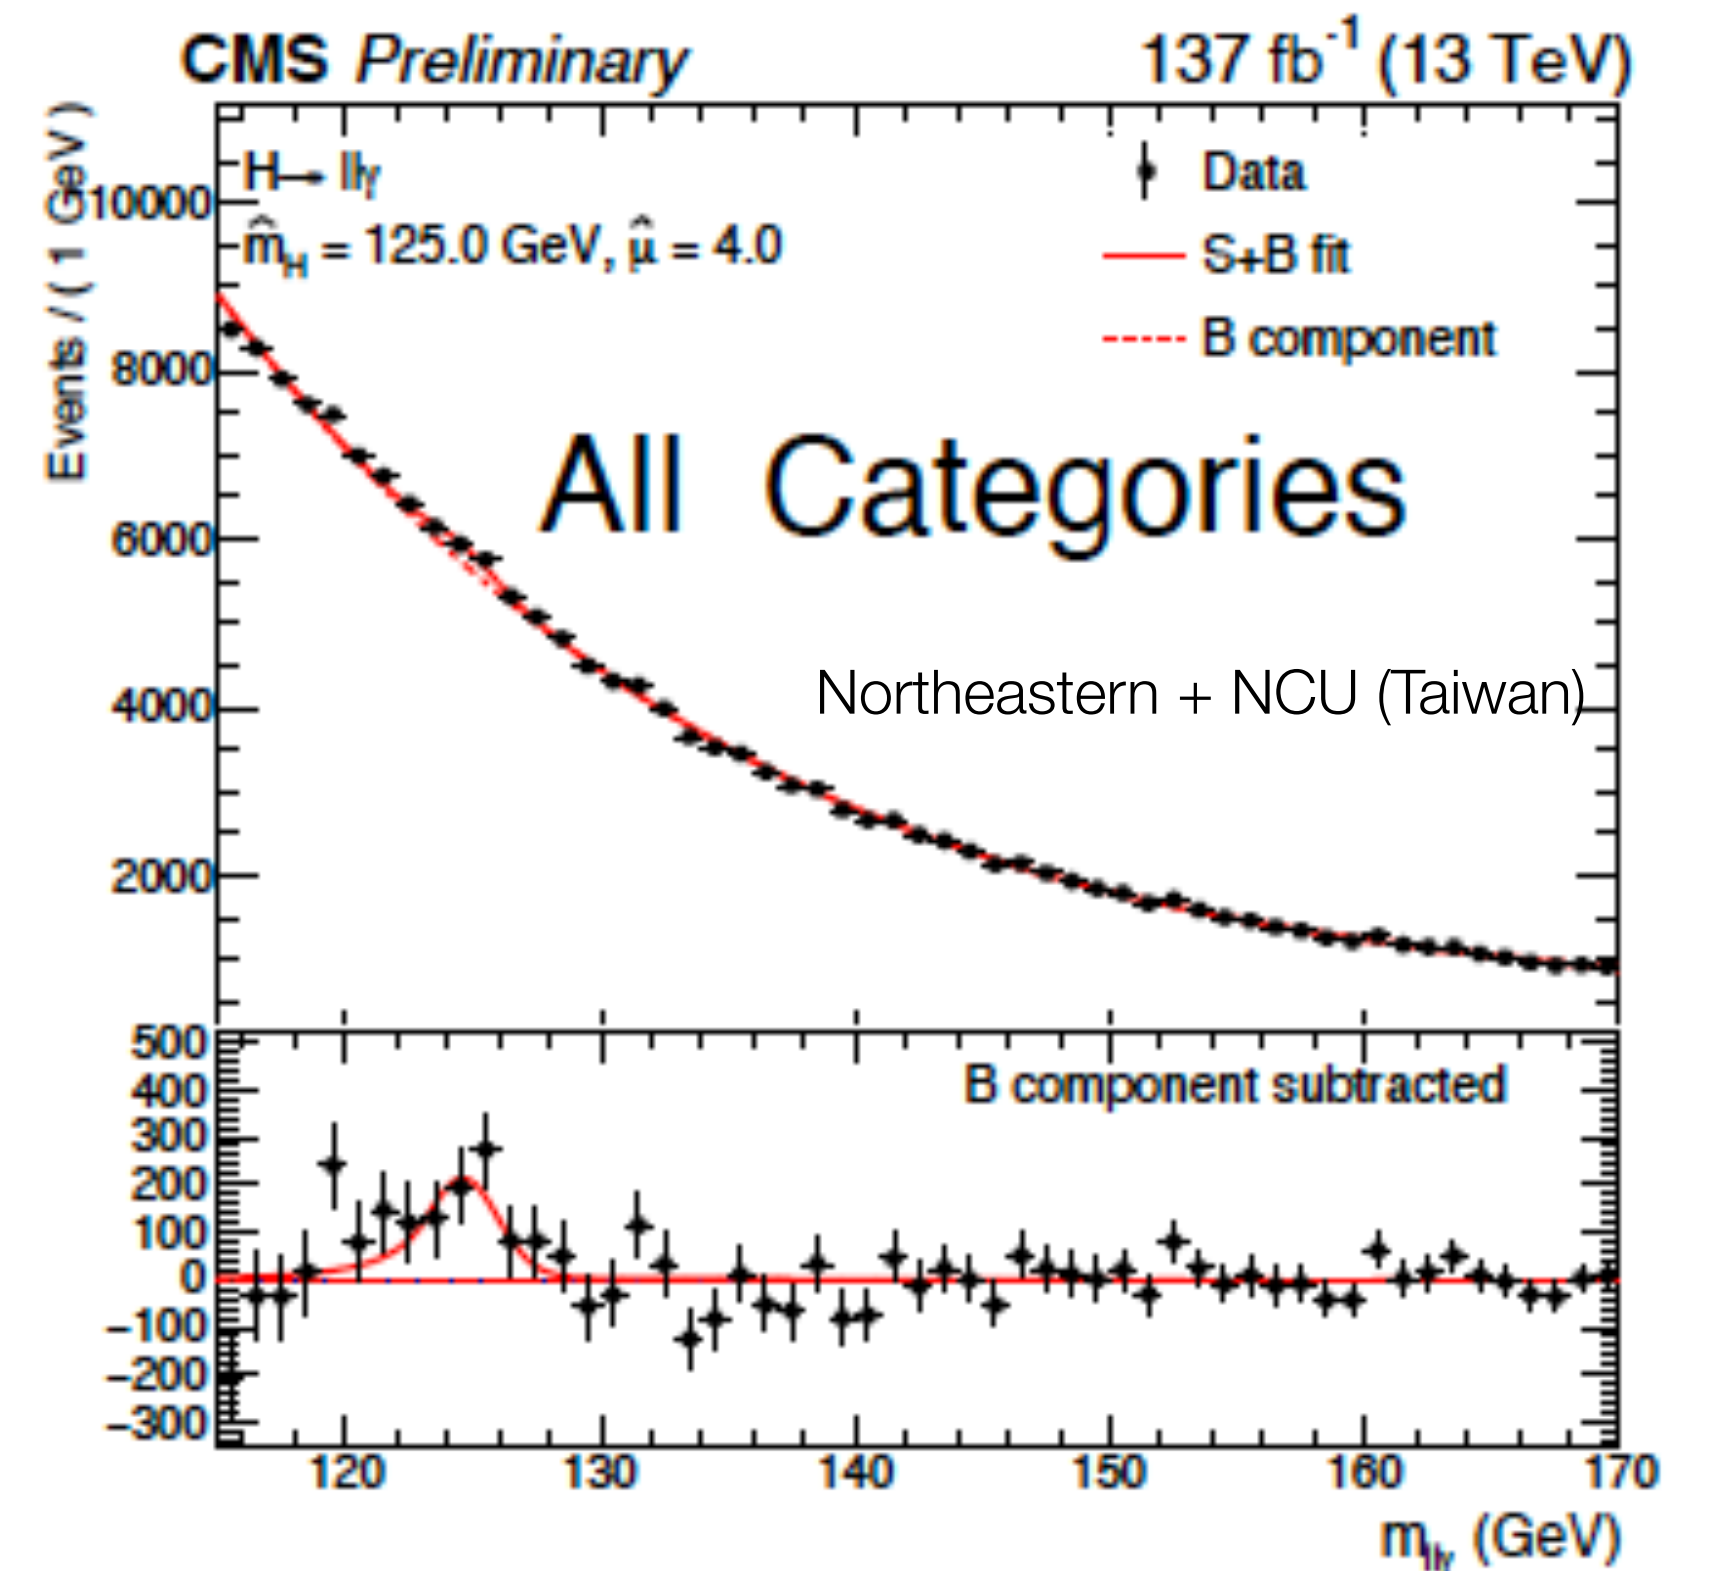 CMS Preliminary 137 fb⁻¹ (13 TeV)
Events / ( 1 GeV )
H→ llγ
m̂H = 125.0 GeV, μ̂ = 4.0
Data
S+B fit
B component
All Categories
Northeastern + NCU (Taiwan)
10000
8000
6000
4000
2000
B component subtracted
500
400
300
200
100
0
−100
−200
−300
120 130 140 150 160 170
mllγ (GeV)